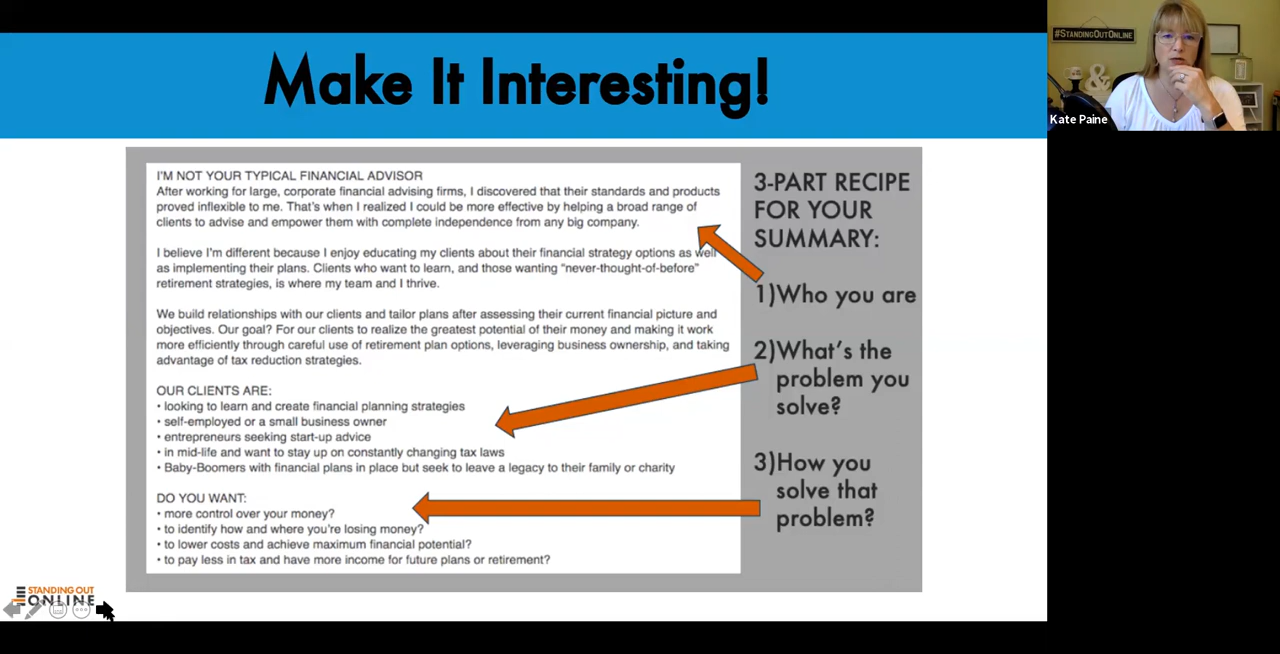 Make It Interesting!
#STANDINGOUTONLINE
&
Kate Paine
I'M NOT YOUR TYPICAL FINANCIAL ADVISOR
After working for large, corporate financial advising firms, I discovered that their standards and products
proved inflexible to me. That's when I realized I could be more effective by helping a broad range of
clients to advise and empower them with complete independence from any big company.
I believe I'm different because I enjoy educating my clients about their financial strategy options as well
as implementing their plans. Clients who want to learn, and those wanting "never-thought-of-before"
retirement strategies, is where my team and I thrive.
We build relationships with our clients and tailor plans after assessing their current financial picture and
objectives. Our goal? For our clients to realize the greatest potential of their money and making it work
more efficiently through careful use of retirement plan options, leveraging business ownership, and taking
advantage of tax reduction strategies.
OUR CLIENTS ARE:
• looking to learn and create financial planning strategies
• self-employed or a small business owner
• entrepreneurs seeking start-up advice
• in mid-life and want to stay up on constantly changing tax laws
• Baby-Boomers with financial plans in place but seek to leave a legacy to their family or charity
DO YOU WANT:
• more control over your money?
• to identify how and where you're losing money?
• to lower costs and achieve maximum financial potential?
• to pay less in tax and have more income for future plans or retirement?
3-PART RECIPE
FOR YOUR
SUMMARY:
1)Who you are
2)What's the
problem you
solve?
3)How you
solve that
problem?
STANDING OUT
ONLINE